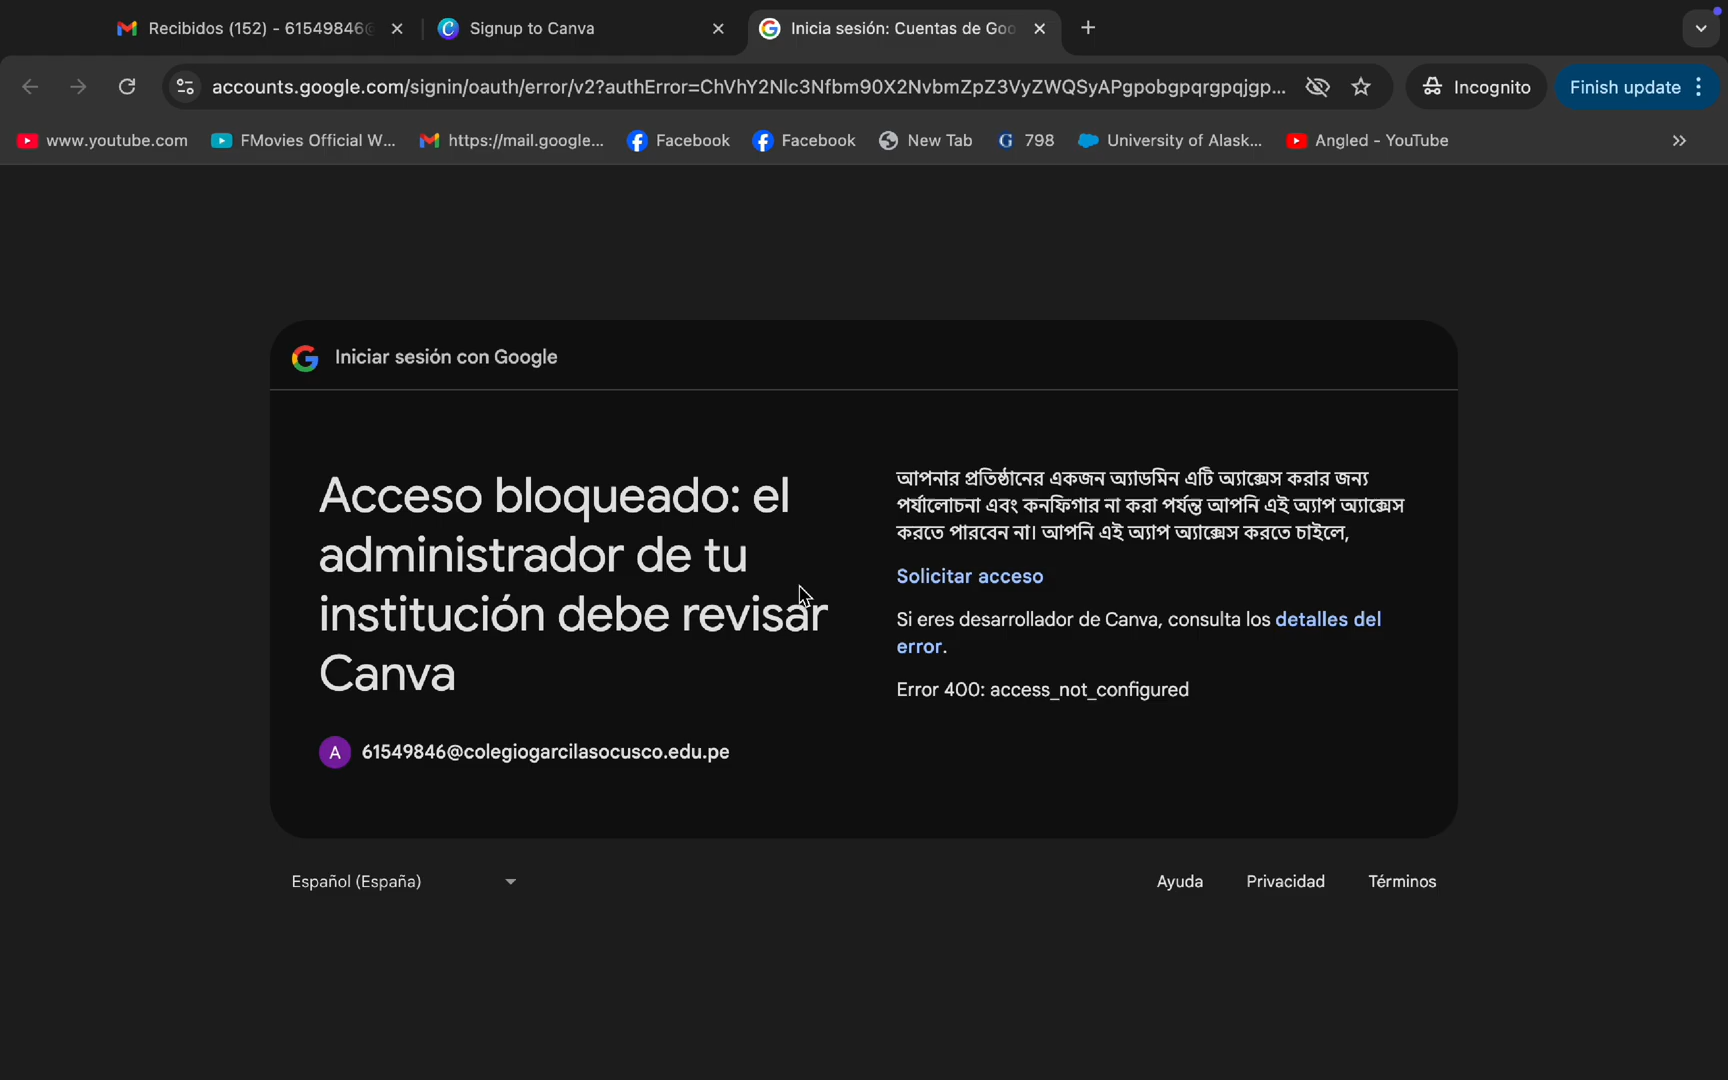 Recibidos (152) - 61549846@
Signup to Canva
Inicia sesión: Cuentas de Goo
accounts.google.com/signin/oauth/error/v2?authError=ChVhY2Nlc3Nfbm90X2NvbmZpZ3VyZWQSyAPgpobgpqrgpqjgp...
Incognito
Finish update
www.youtube.com
FMovies Official W...
https://mail.google...
Facebook
Facebook
New Tab
798
University of Alask...
Angled - YouTube
Iniciar sesión con Google
Acceso bloqueado: el
administrador de tu
institución debe revisar
Canva
A
61549846@colegiogarcilasocusco.edu.pe
আপনার প্রতিষ্ঠানের একজন অ্যাডমিন এটি অ্যাক্সেস করার জন্য
পর্যালোচনা এবং কনফিগার না করা পর্যন্ত আপনি এই অ্যাপ অ্যাক্সেস
করতে পারবেন না। আপনি এই অ্যাপ অ্যাক্সেস করতে চাইলে,
Solicitar acceso
Si eres desarrollador de Canva, consulta los detalles del
error.
Error 400: access_not_configured
Español (España)
Ayuda
Privacidad
Términos